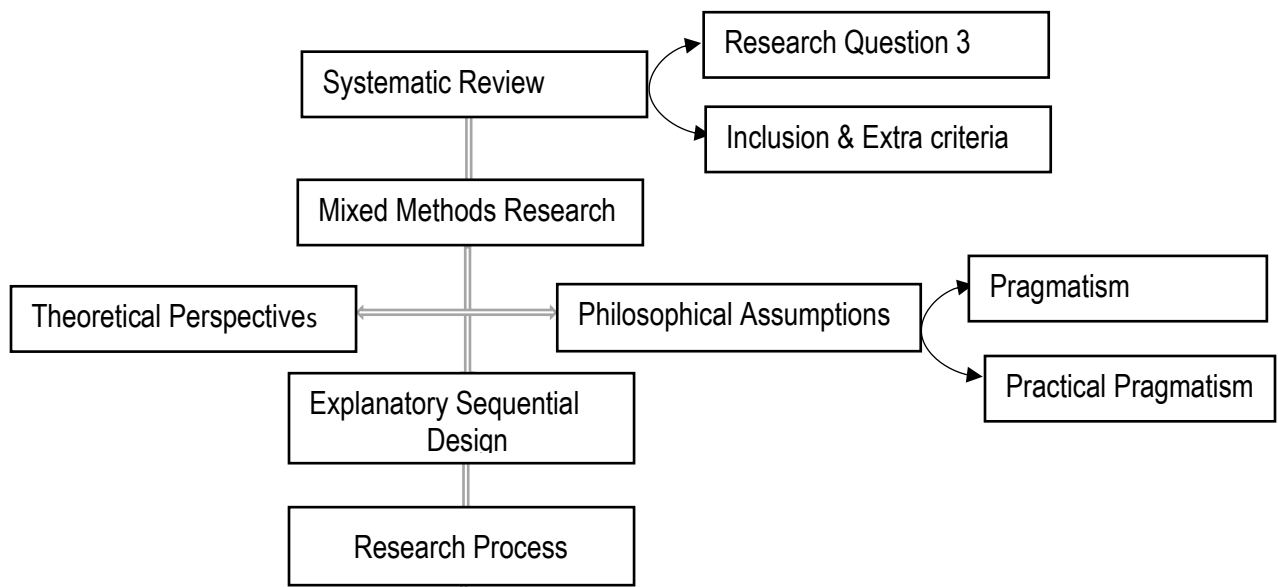 Research Question 3
Systematic Review
Inclusion & Extra criteria
Mixed Methods Research
Pragmatism
Theoretical Perspectives
Philosophical Assumptions
Practical Pragmatism
Explanatory Sequential
Design
Research Process